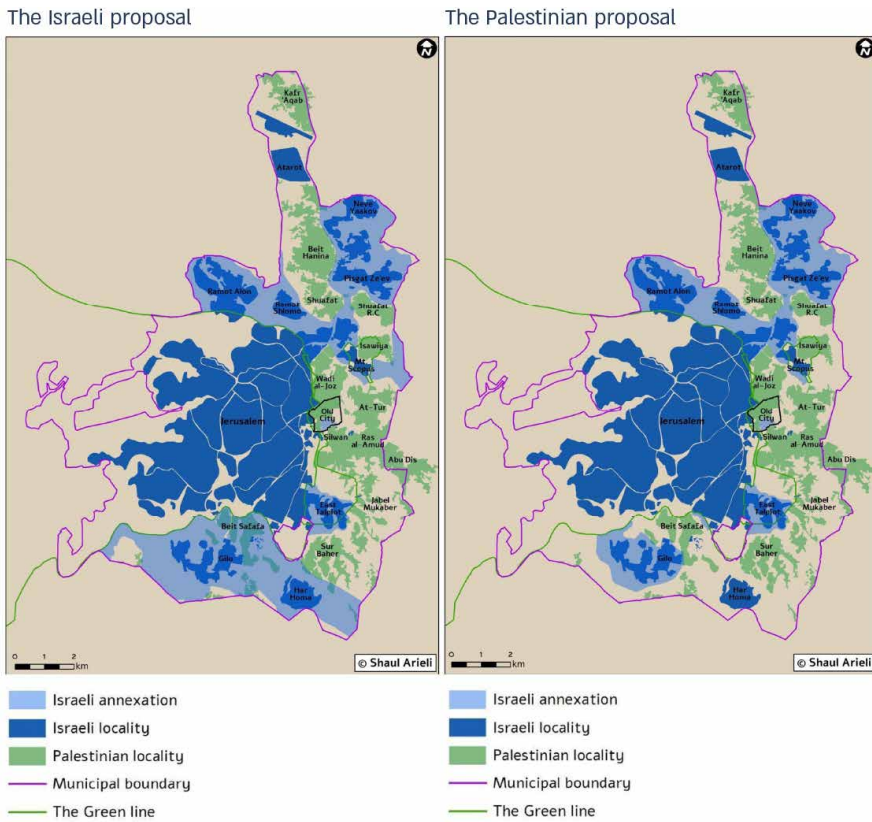 The Israeli proposal
N
Kafr
'Aqab
Atarot
Neve
Yaakov
Beit
Hanina
Pisgat Ze'ev
Ramot Alon
Ramot
Shlomo
Shuafat
Shuafat
R.C
Isawiya
Mt.
Scopus
Wadi
al-Joz
Old
City
At-Tur
Jerusalem
Silwan
Ras
al-Amud
Abu Dis
East
Talpiot
Jabel
Mukaber
Beit Safafa
Sur
Baher
Gilo
Har
Homa
0 1 2
km
© Shaul Arieli
Israeli annexation
Israeli locality
Palestinian locality
Municipal boundary
The Green line
The Palestinian proposal
N
Kafr
'Aqab
Atarot
Neve
Yaakov
Beit
Hanina
Pisgat Ze'ev
Ramot Alon
Ramot
Shlomo
Shuafat
Shuafat
R.C
Isawiya
Mt.
Scopus
Wadi
al-Joz
Old
City
At-Tur
Jerusalem
Silwan
Ras
al-Amud
Abu Dis
East
Talpiot
Jabel
Mukaber
Beit Safafa
Sur
Baher
Gilo
Har
Homa
0 1 2
km
© Shaul Arieli
Israeli annexation
Israeli locality
Palestinian locality
Municipal boundary
The Green line